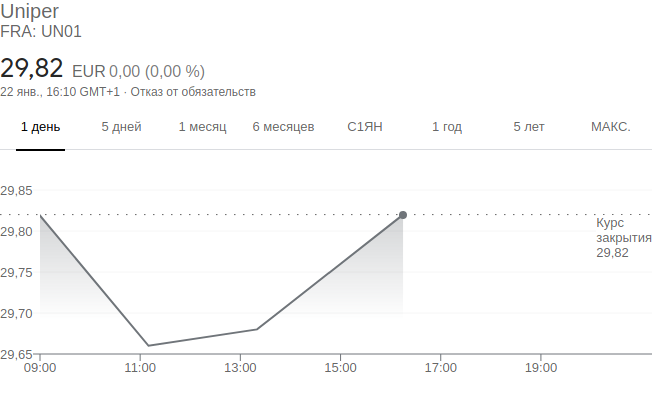 Uniper
FRA: UN01
29,82 EUR 0,00 (0,00 %)
22 янв., 16:10 GMT+1 · Отказ от обязательств
1 день 5 дней 1 месяц 6 месяцев С1ЯН 1 год 5 лет МАКС.
29,85
29,80
29,75
29,70
29,65
Курс
закрытия
29,82
09:00 11:00 13:00 15:00 17:00 19:00